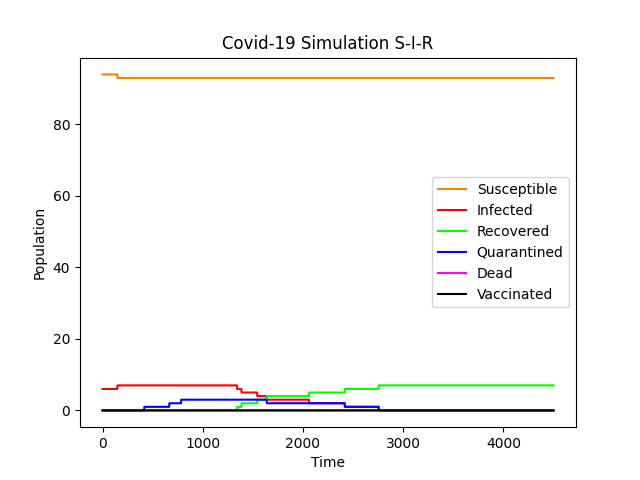 Covid-19 Simulation S-I-R
Population
80
60
40
20
0
Susceptible
Infected
Recovered
Quarantined
Dead
Vaccinated
0 1000 2000 3000 4000
Time